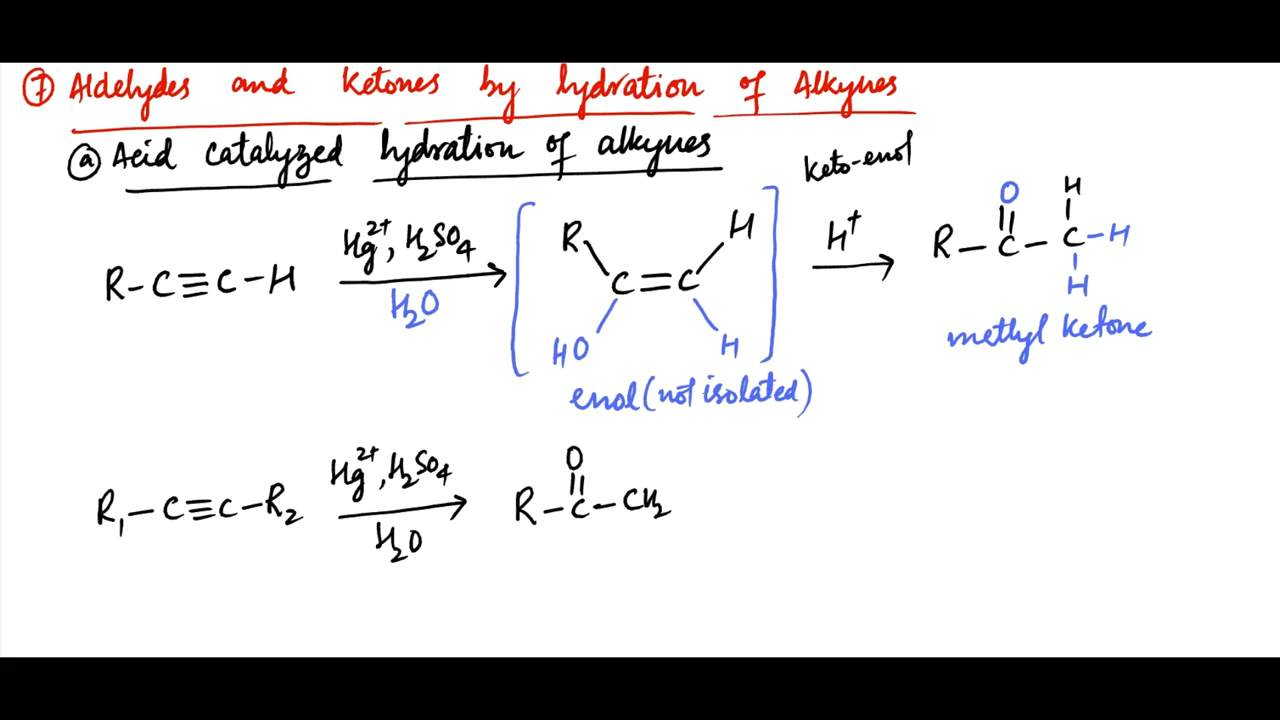 ⑦ Aldehydes and Ketones by hydration of Alkynes
ⓐ Acid catalyzed hydration of alkynes
R-C≡C-H
Hg²⁺, H₂SO₄
H₂O
R H
C=C
HO H
enol (not isolated)
keto-enol
H⁺
O H
R-C-C-H
H
methyl ketone
R₁-C≡C-R₂
Hg²⁺, H₂SO₄
H₂O
O
R-C-CH₂